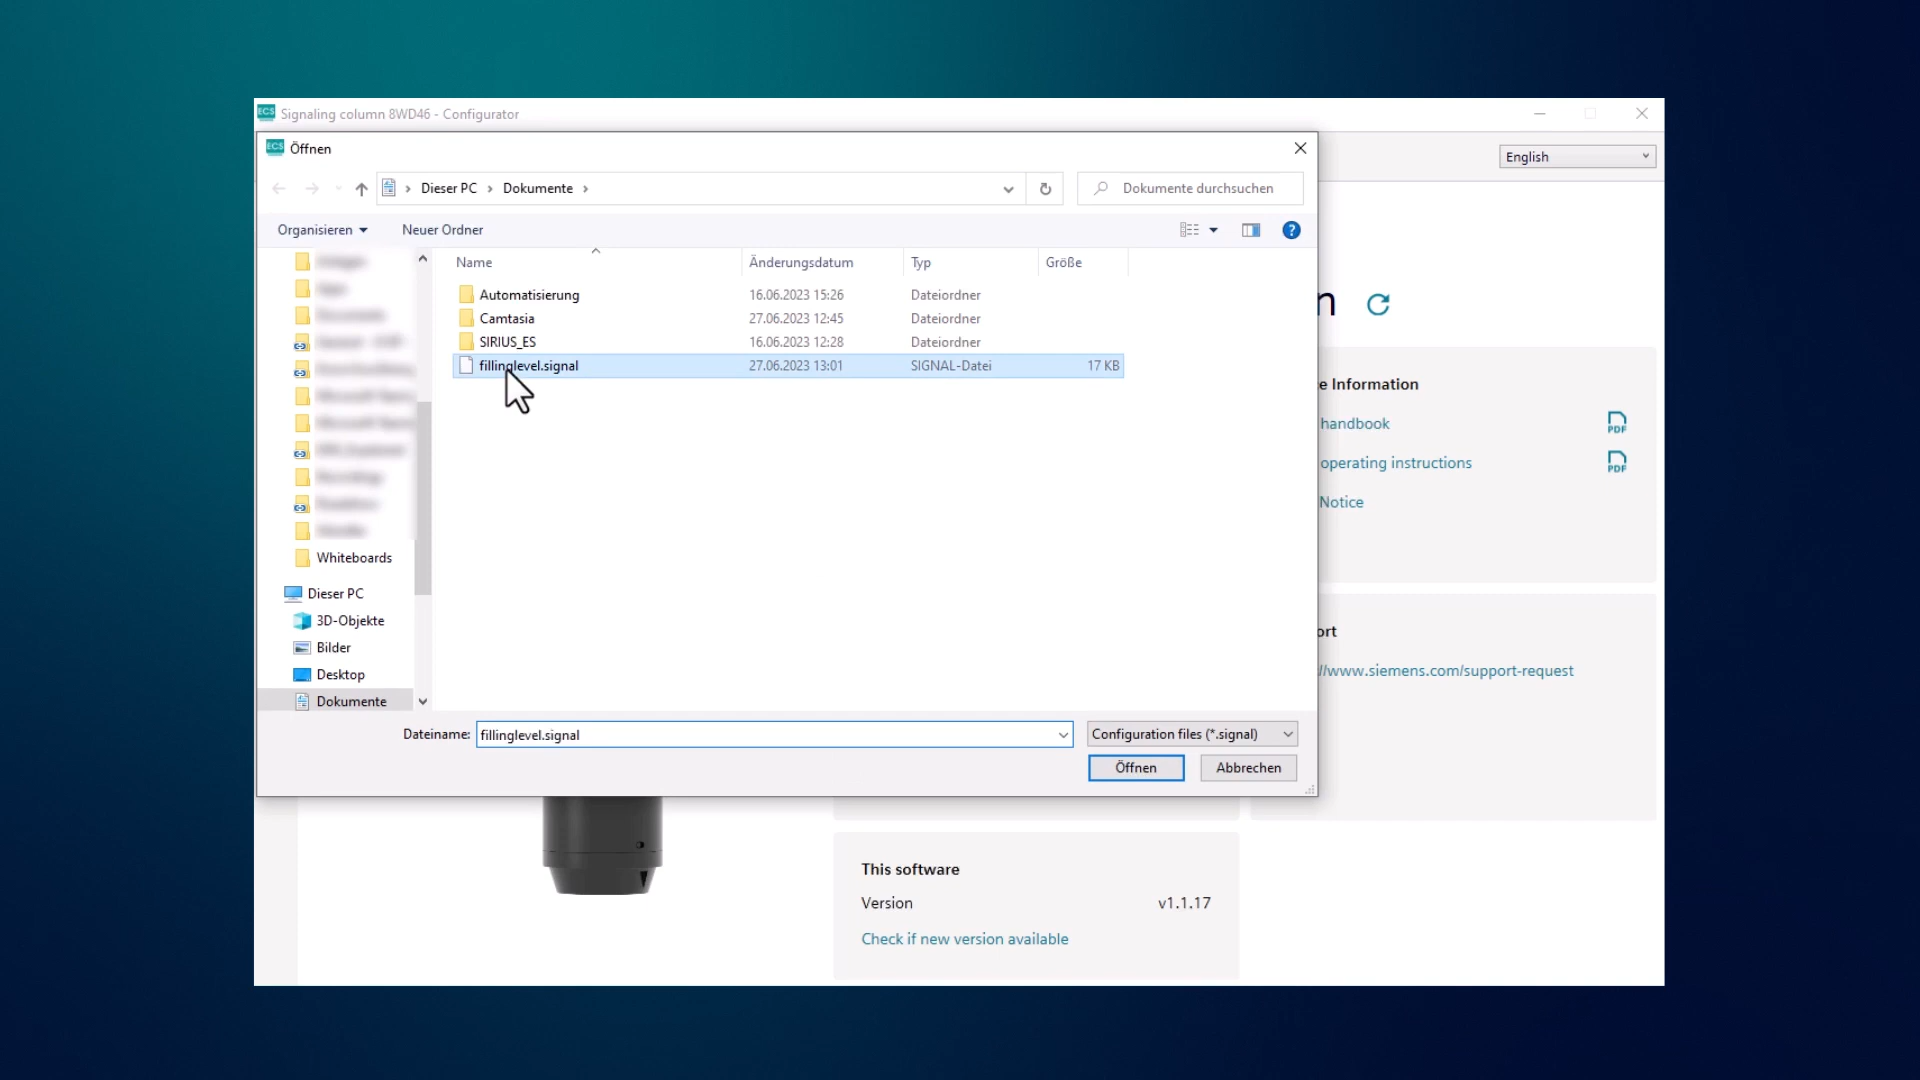 ECS Signaling column 8WD46 - Configurator
English
ECS Öffnen
Dieser PC > Dokumente >
Dokumente durchsuchen
Organisieren
Neuer Ordner
?
Name Änderungsdatum Typ Größe
Automatisierung 16.06.2023 15:26 Dateiordner
Camtasia 27.06.2023 12:45 Dateiordner
SIRIUS_ES 16.06.2023 12:28 Dateiordner
fillinglevel.signal 27.06.2023 13:01 SIGNAL-Datei 17 KB
Whiteboards
Dieser PC
3D-Objekte
Bilder
Desktop
Dokumente
Dateiname: fillinglevel.signal
Configuration files (*.signal)
Öffnen
Abbrechen
n
e Information
handbook
PDF
operating instructions
PDF
Notice
ort
//www.siemens.com/support-request
This software
Version v1.1.17
Check if new version available